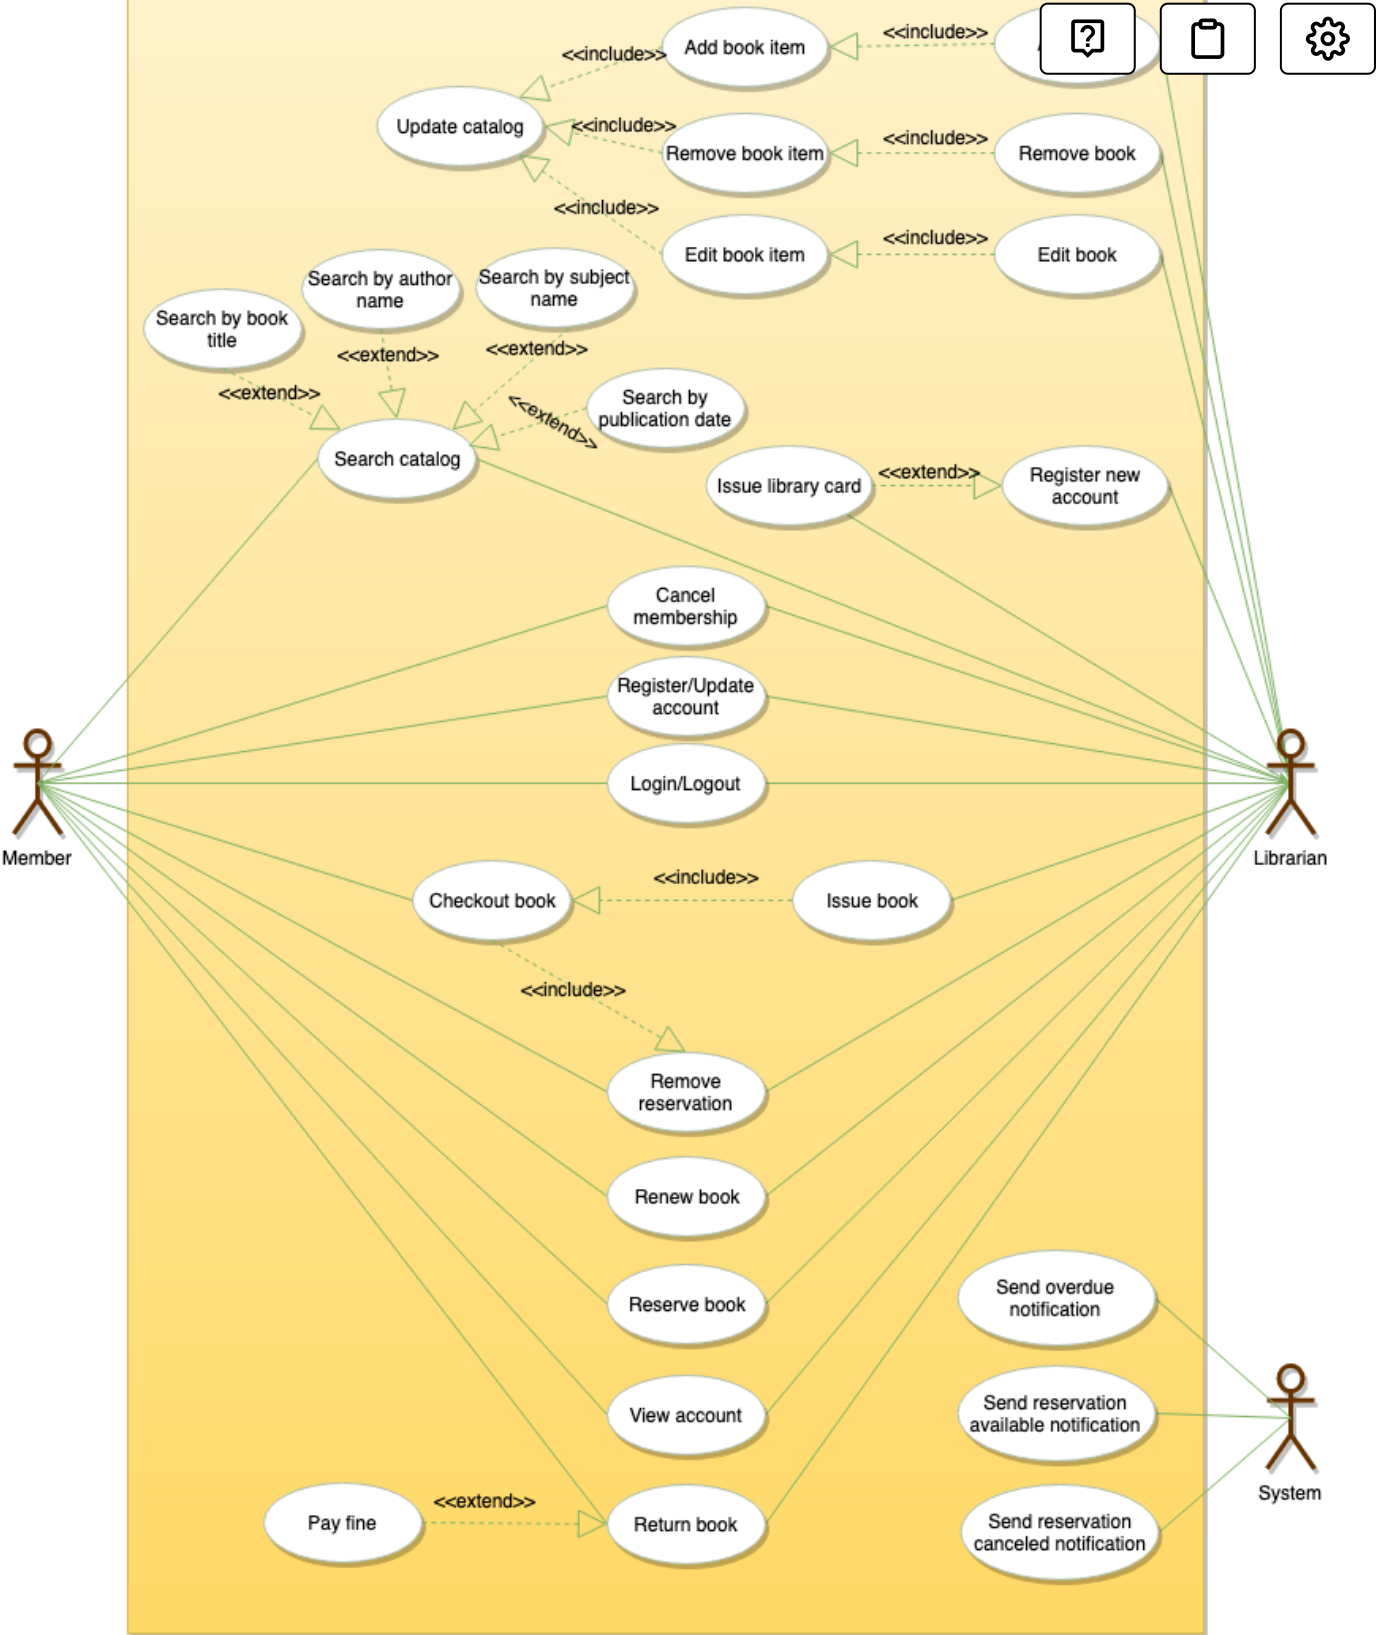 <<include>>
Add book item
<<include>>
Update catalog
<<include>>
Remove book item
<<include>>
Remove book
<<include>>
Edit book item
<<include>>
Edit book
Search by book
title
Search by author
name
Search by subject
name
<<extend>>
<<extend>>
<<extend>>
<<extend>>
Search by
publication date
Search catalog
Issue library card
<<extend>>
Register new
account
Cancel
membership
Register/Update
account
Login/Logout
Member
Librarian
Checkout book
<<include>>
Issue book
<<include>>
Remove
reservation
Renew book
Reserve book
View account
Pay fine
<<extend>>
Return book
Send overdue
notification
Send reservation
available notification
Send reservation
canceled notification
System